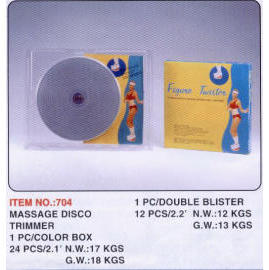 Figure Twister
ITEM NO.:704
MASSAGE DISCO
TRIMMER
1 PC/COLOR BOX
24 PCS/2.1' N.W.:17 KGS
G.W.:18 KGS
1 PC/DOUBLE BLISTER
12 PCS/2.2' N.W.:12 KGS
G.W.:13 KGS